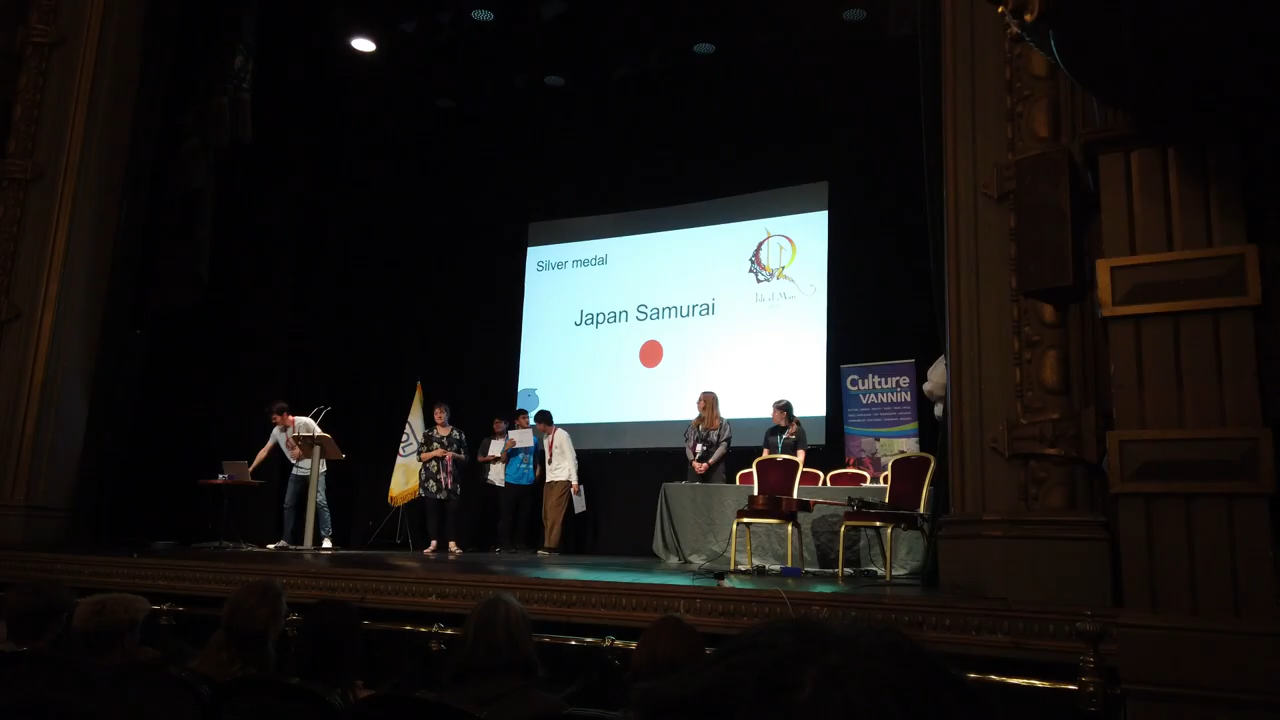 Silver medal
Isle of Man
Japan Samurai
Culture
VANNIN